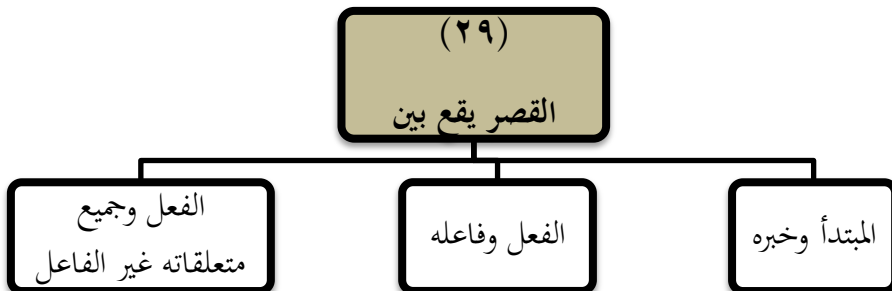 (٢٩)
القصر يقع بين
المبتدأ وخبره
الفعل وفاعله
الفعل وجميع
متعلقاته غير الفاعل